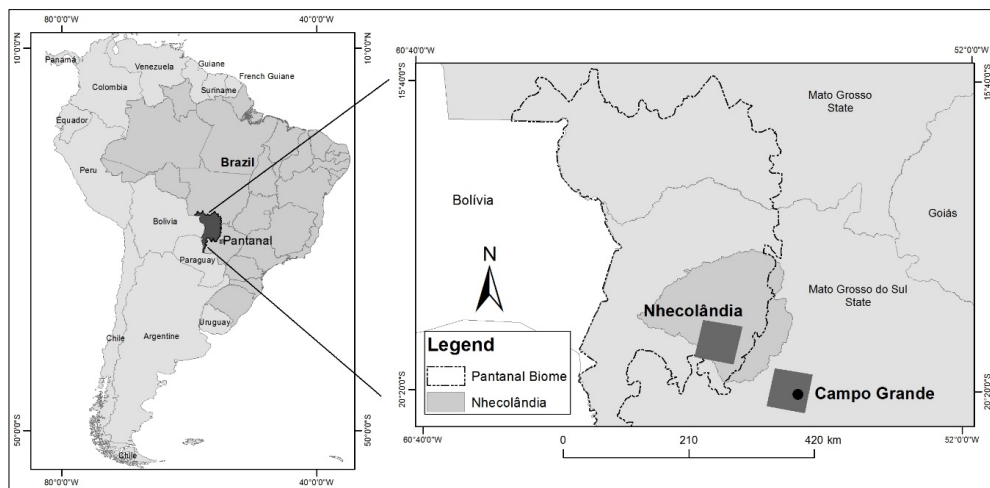 80°0'0"W
40°0'0"W
10°0'0"N
10°0'0"N
Panamá
Venezuela
Guiane
French Guiane
Suriname
Colombia
Équador
Peru
Brazil
Bolivia
Pantanal
Paraguay
Chile
Argentine
Uruguay
Chile
50°0'0"S
50°0'0"S
80°0'0"W
40°0'0"W
60°40'0"W
52°0'0"W
15°40'0"S
15°40'0"S
Mato Grosso
State
Bolívia
Goiás
N
Mato Grosso do Sul
State
Nhecolândia
Legend
Pantanal Biome
Nhecolândia
Campo Grande
20°20'0"S
20°20'0"S
60°40'0"W
52°0'0"W
0 210 420 km